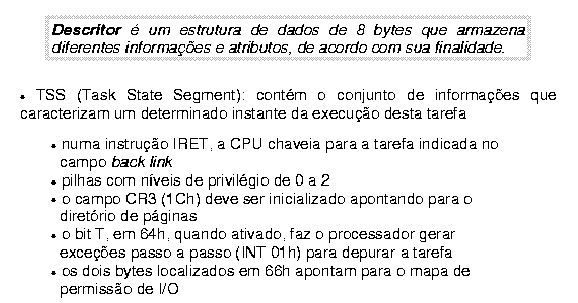 Descritor é um estrutura de dados de 8 bytes que armazena
diferentes informações e atributos, de acordo com sua finalidade.
• TSS (Task State Segment): contém o conjunto de informações que
caracterizam um determinado instante da execução desta tarefa
• numa instrução IRET, a CPU chaveia para a tarefa indicada no
campo back link
• pilhas com níveis de privilégio de 0 a 2
• o campo CR3 (1Ch) deve ser inicializado apontando para o
diretório de páginas
• o bit T, em 64h, quando ativado, faz o processador gerar
exceções passo a passo (INT 01h) para depurar a tarefa
• os dois bytes localizados em 66h apontam para o mapa de
permissão de I/O